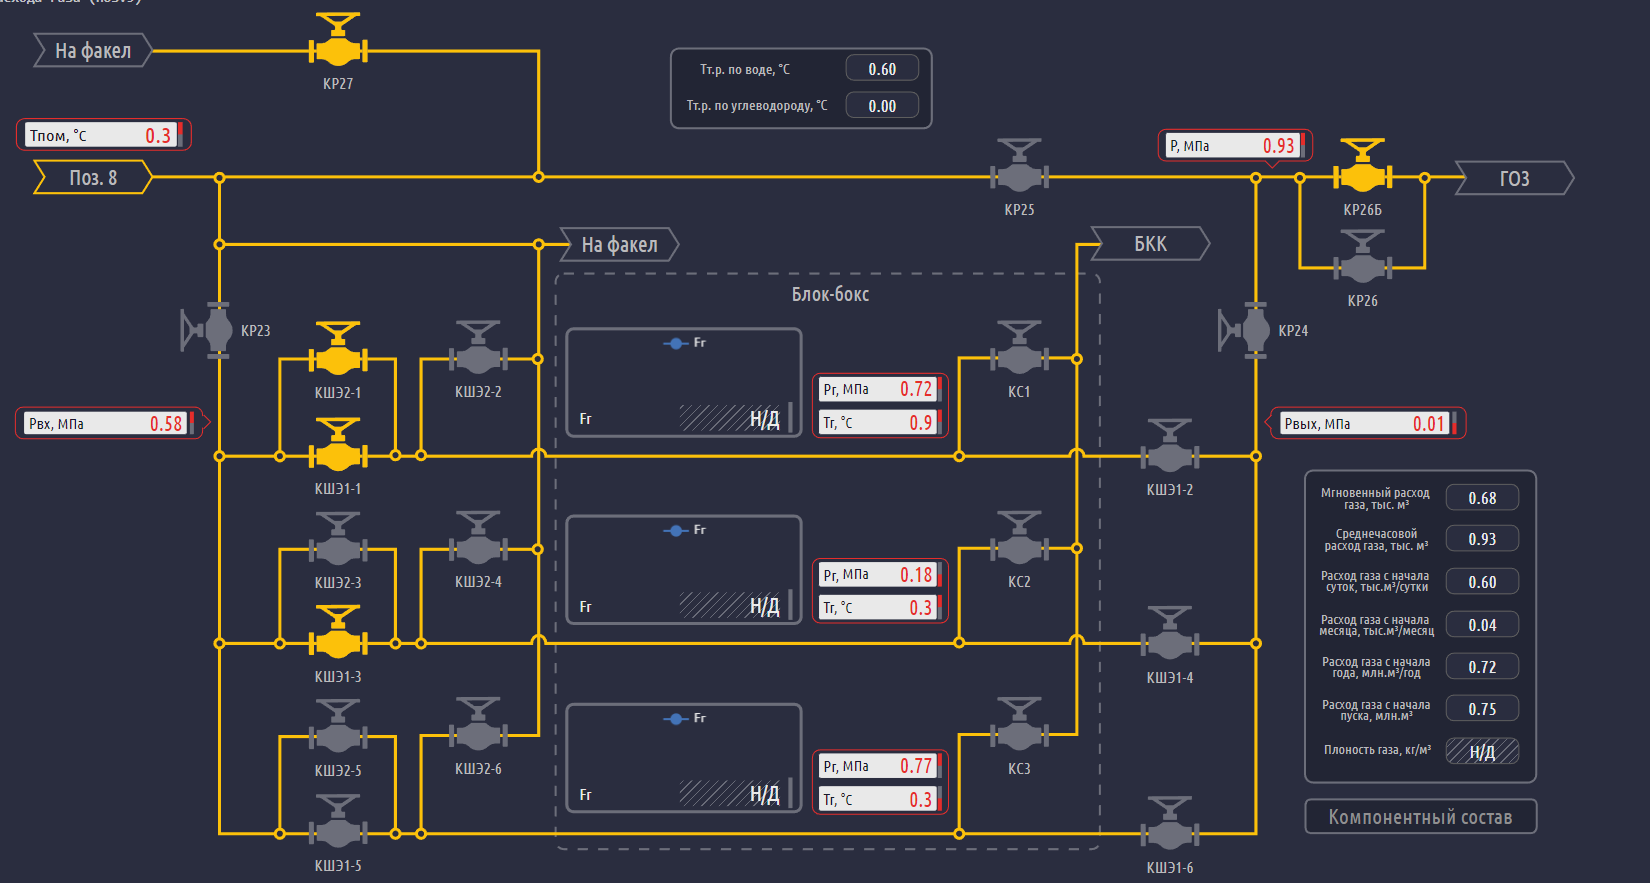 На факел
КР27
Тт.р. по воде, °С 0.60
Тт.р. по углеводороду, °С 0.00
Тпом, °С 0.3
Поз. 8
Р, МПа 0.93
КР25
КР26Б
ГОЗ
На факел
БКК
КР26
Блок-бокс
КР23
КР24
КШЭ2-1
КШЭ2-2
Fr
Fr Н/Д
Рг, МПа 0.72
Тг, °С 0.9
КС1
Рвх, МПа 0.58
Рвых, МПа 0.01
КШЭ1-1
КШЭ1-2
КШЭ2-3
КШЭ2-4
Fr
Fr Н/Д
Рг, МПа 0.18
Тг, °С 0.3
КС2
КШЭ1-3
КШЭ1-4
КШЭ2-5
КШЭ2-6
Fr
Fr Н/Д
Рг, МПа 0.77
Тг, °С 0.3
КС3
КШЭ1-5
КШЭ1-6
Мгновенный расход
газа, тыс. м³ 0.68
Среднечасовой
расход газа, тыс. м³ 0.93
Расход газа с начала
суток, тыс.м³/сутки 0.60
Расход газа с начала
месяца, тыс.м³/месяц 0.04
Расход газа с начала
года, млн.м³/год 0.72
Расход газа с начала
пуска, млн.м³ 0.75
Плоность газа, кг/м³ Н/Д
Компонентный состав